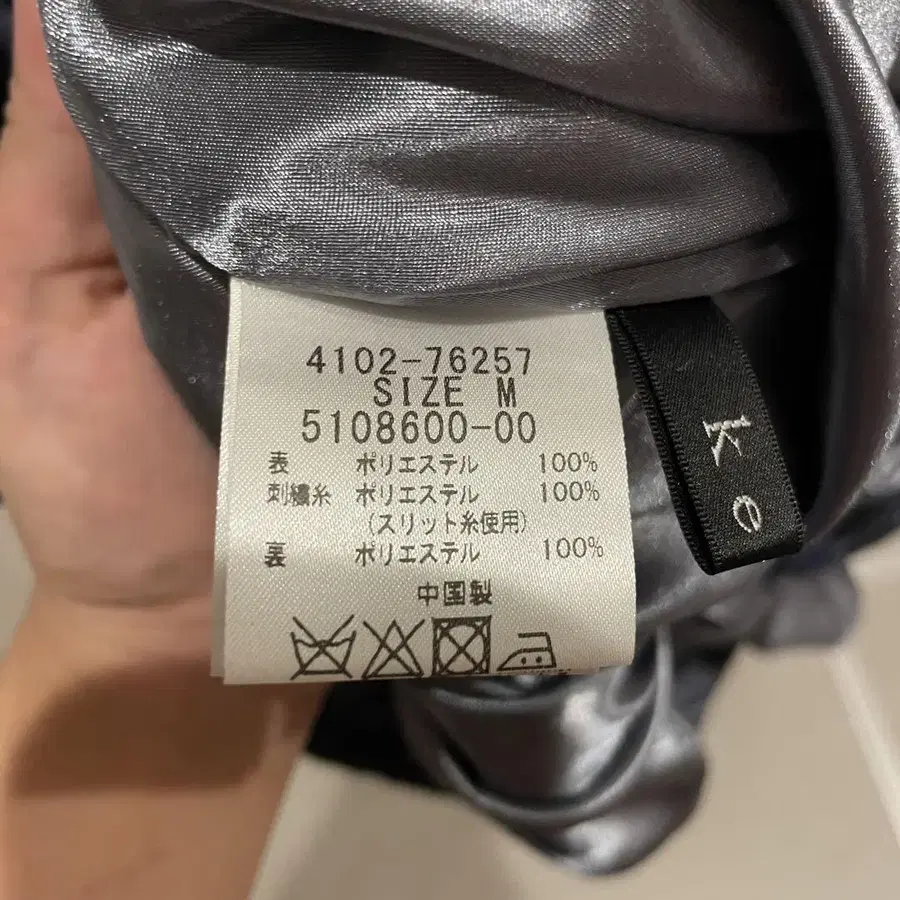 4102-76257
SIZE M
5108600-00
表 ポリエステル 100%
刺繍糸 ポリエステル 100%
(スリット糸使用)
裏 ポリエステル 100%
中国製
k e